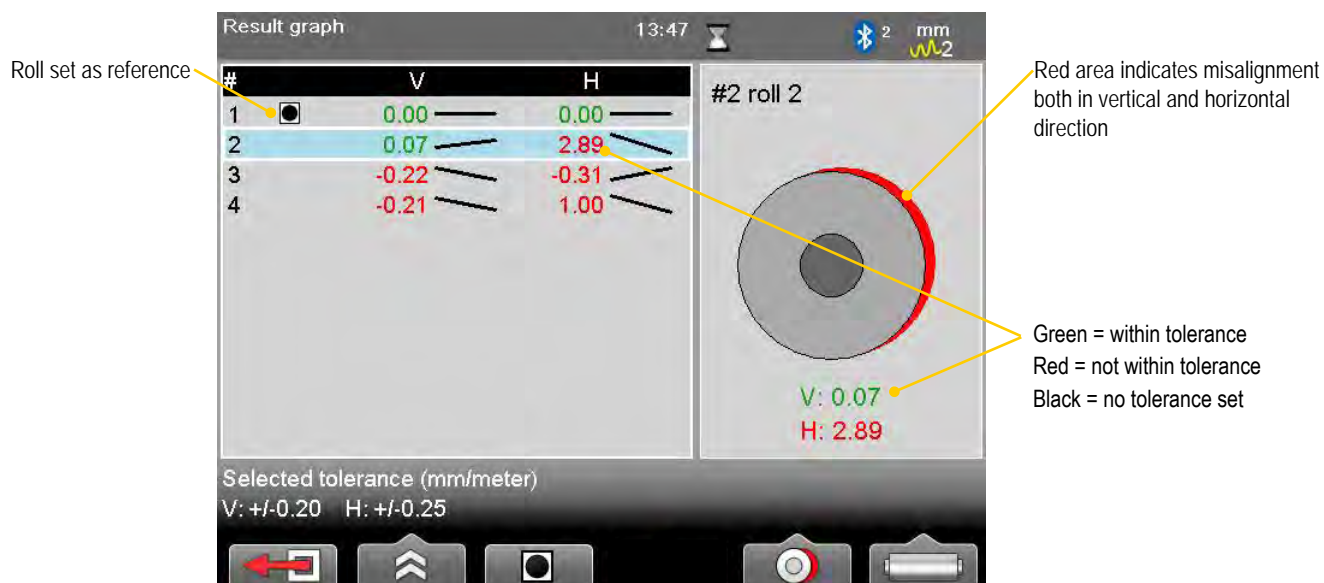 Result graph 13:47 2 mm
2
Roll set as reference
# V H
1 0.00 0.00
2 0.07 2.89
3 -0.22 -0.31
4 -0.21 1.00
#2 roll 2
Red area indicates misalignment
both in vertical and horizontal
direction
V: 0.07
H: 2.89
Green = within tolerance
Red = not within tolerance
Black = no tolerance set
Selected tolerance (mm/meter)
V: +/-0.20 H: +/-0.25